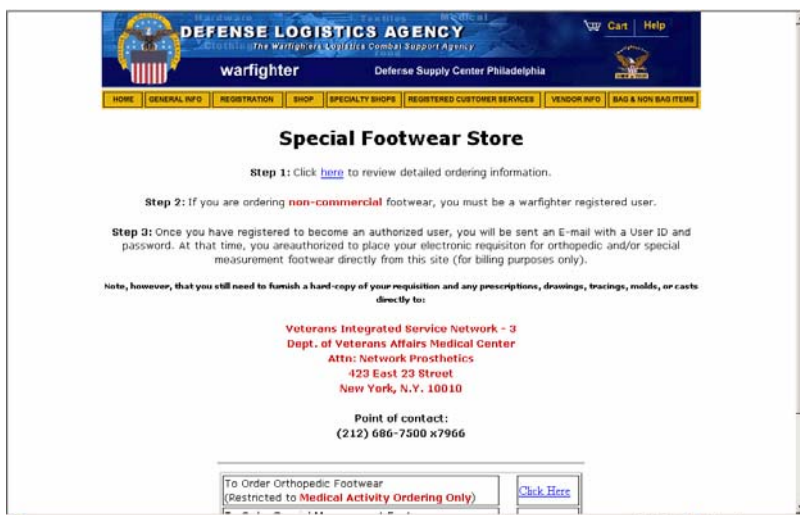 Hardware Textiles Medical
DEFENSE LOGISTICS AGENCY
Clothing The Warfighters Logistics Combat Support Agency
Cart | Help
warfighter Defense Supply Center Philadelphia
HOME GENERAL INFO REGISTRATION SHOP SPECIALTY SHOPS REGISTERED CUSTOMER SERVICES VENDOR INFO BAG & NON BAG ITEMS
Special Footwear Store
Step 1: Click here to review detailed ordering information.
Step 2: If you are ordering non-commercial footwear, you must be a warfighter registered user.
Step 3: Once you have registered to become an authorized user, you will be sent an E-mail with a User ID and
password. At that time, you areauthorized to place your electronic requisiton for orthopedic and/or special
measurement footwear directly from this site (for billing purposes only).
Note, however, that you still need to furnish a hard-copy of your requisition and any prescriptions, drawings, tracings, molds, or casts
directly to:
Veterans Integrated Service Network - 3
Dept. of Veterans Affairs Medical Center
Attn: Network Prosthetics
423 East 23 Street
New York, N.Y. 10010
Point of contact:
(212) 686-7500 x7966
To Order Orthopedic Footwear
(Restricted to Medical Activity Ordering Only)
Click Here